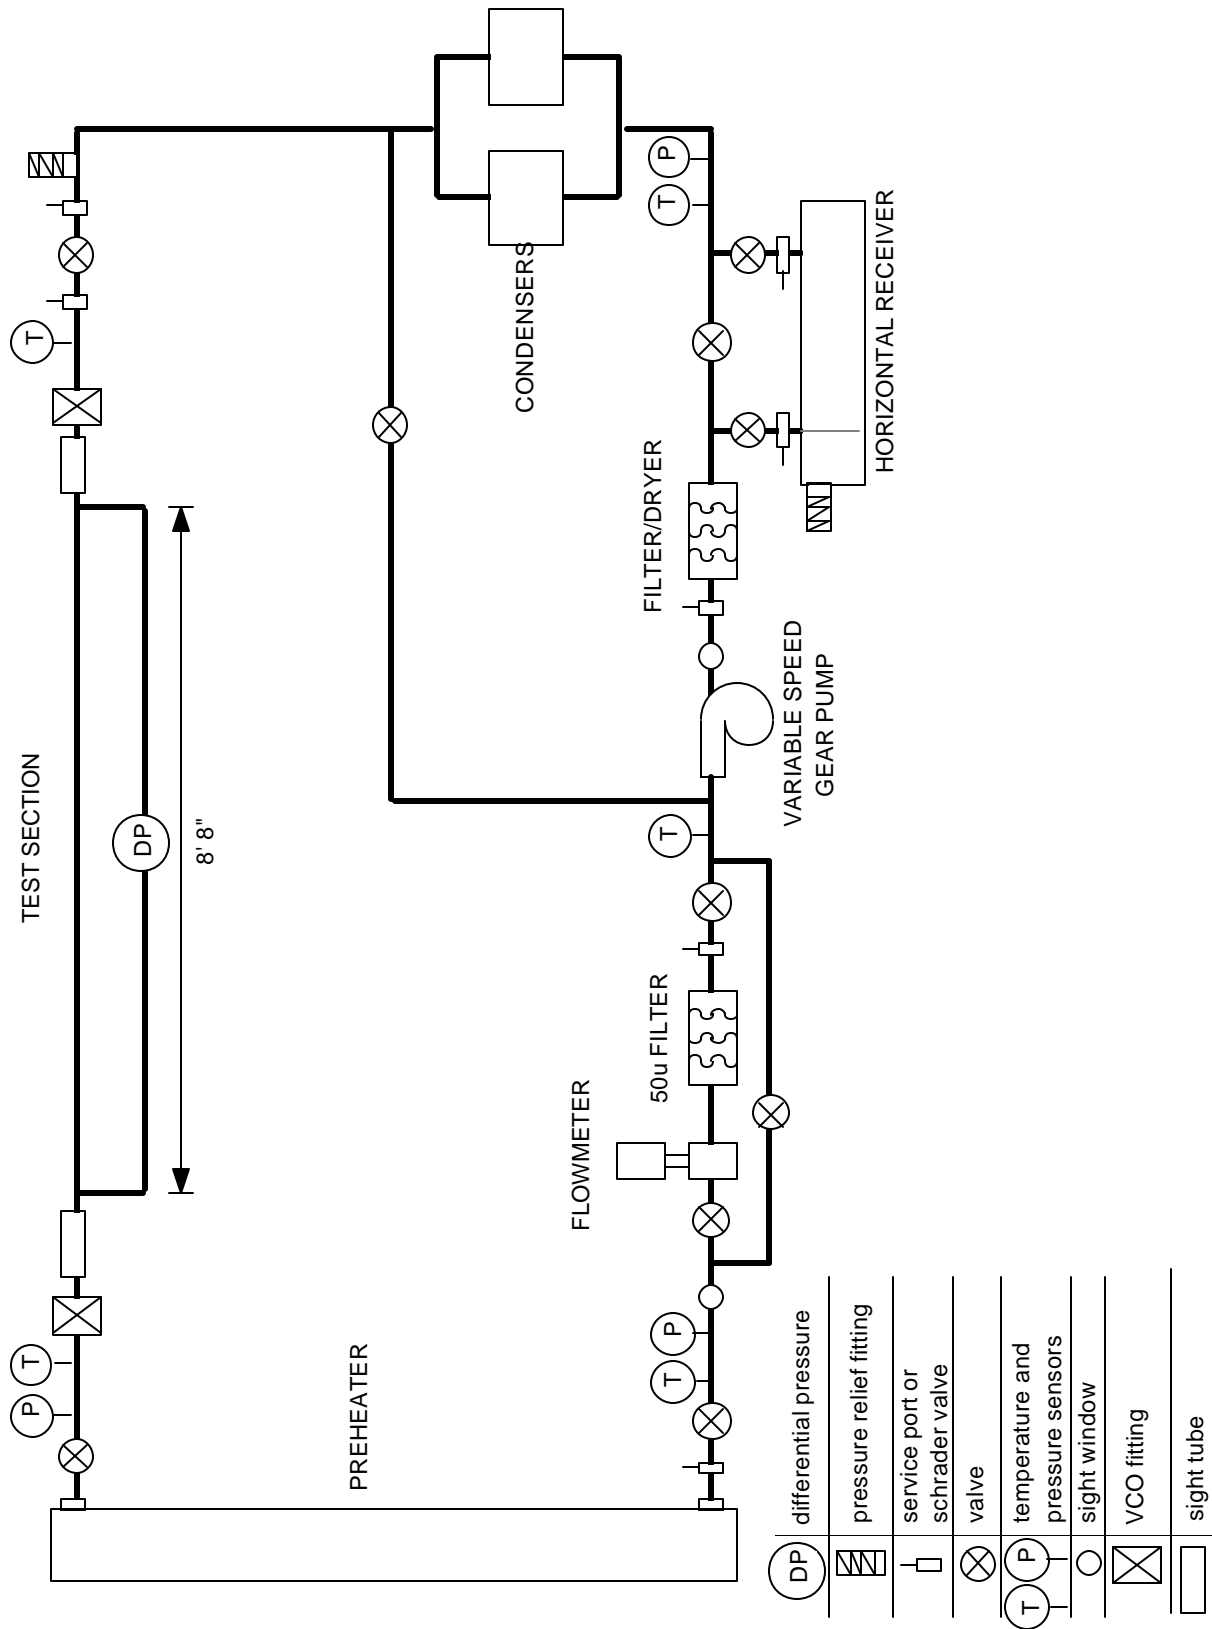 TEST SECTION
P
T
DP
8' 8"
T
CONDENSERS
PREHEATER
P
T
HORIZONTAL RECEIVER
FILTER/DRYER
VARIABLE SPEED
GEAR PUMP
T
50u FILTER
FLOWMETER
P
T
DP
differential pressure
pressure relief fitting
service port or
schrader valve
valve
T
P
temperature and
pressure sensors
sight window
VCO fitting
sight tube